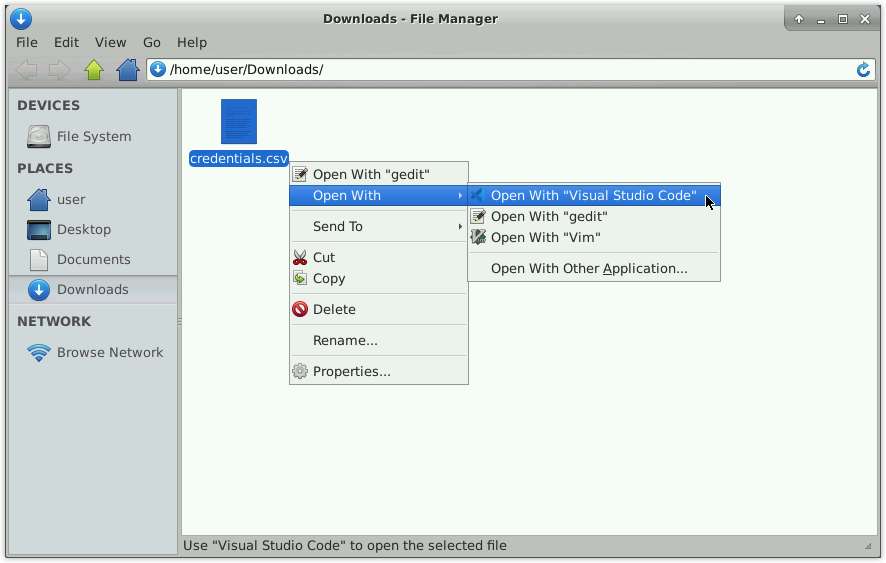 Downloads - File Manager
File Edit View Go Help
/home/user/Downloads/
DEVICES
File System
PLACES
user
Desktop
Documents
Downloads
NETWORK
Browse Network
credentials.csv
Open With "gedit"
Open With
Send To
Cut
Copy
Delete
Rename...
Properties...
Open With "Visual Studio Code"
Open With "gedit"
Open With "Vim"
Open With Other Application...
Use "Visual Studio Code" to open the selected file